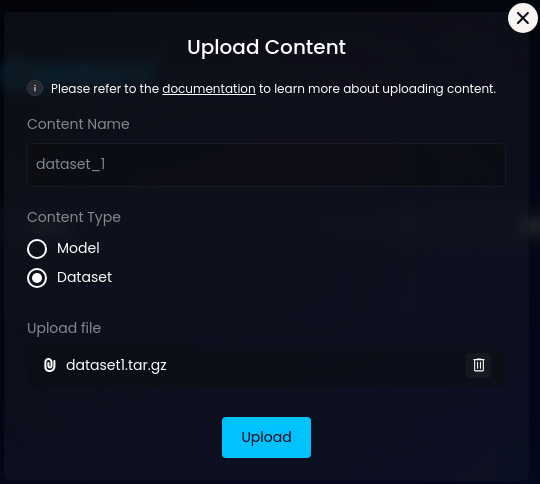 Upload Content
i Please refer to the documentation to learn more about uploading content.
Content Name
dataset_1
Content Type
Model
Dataset
Upload file
dataset1.tar.gz
Upload